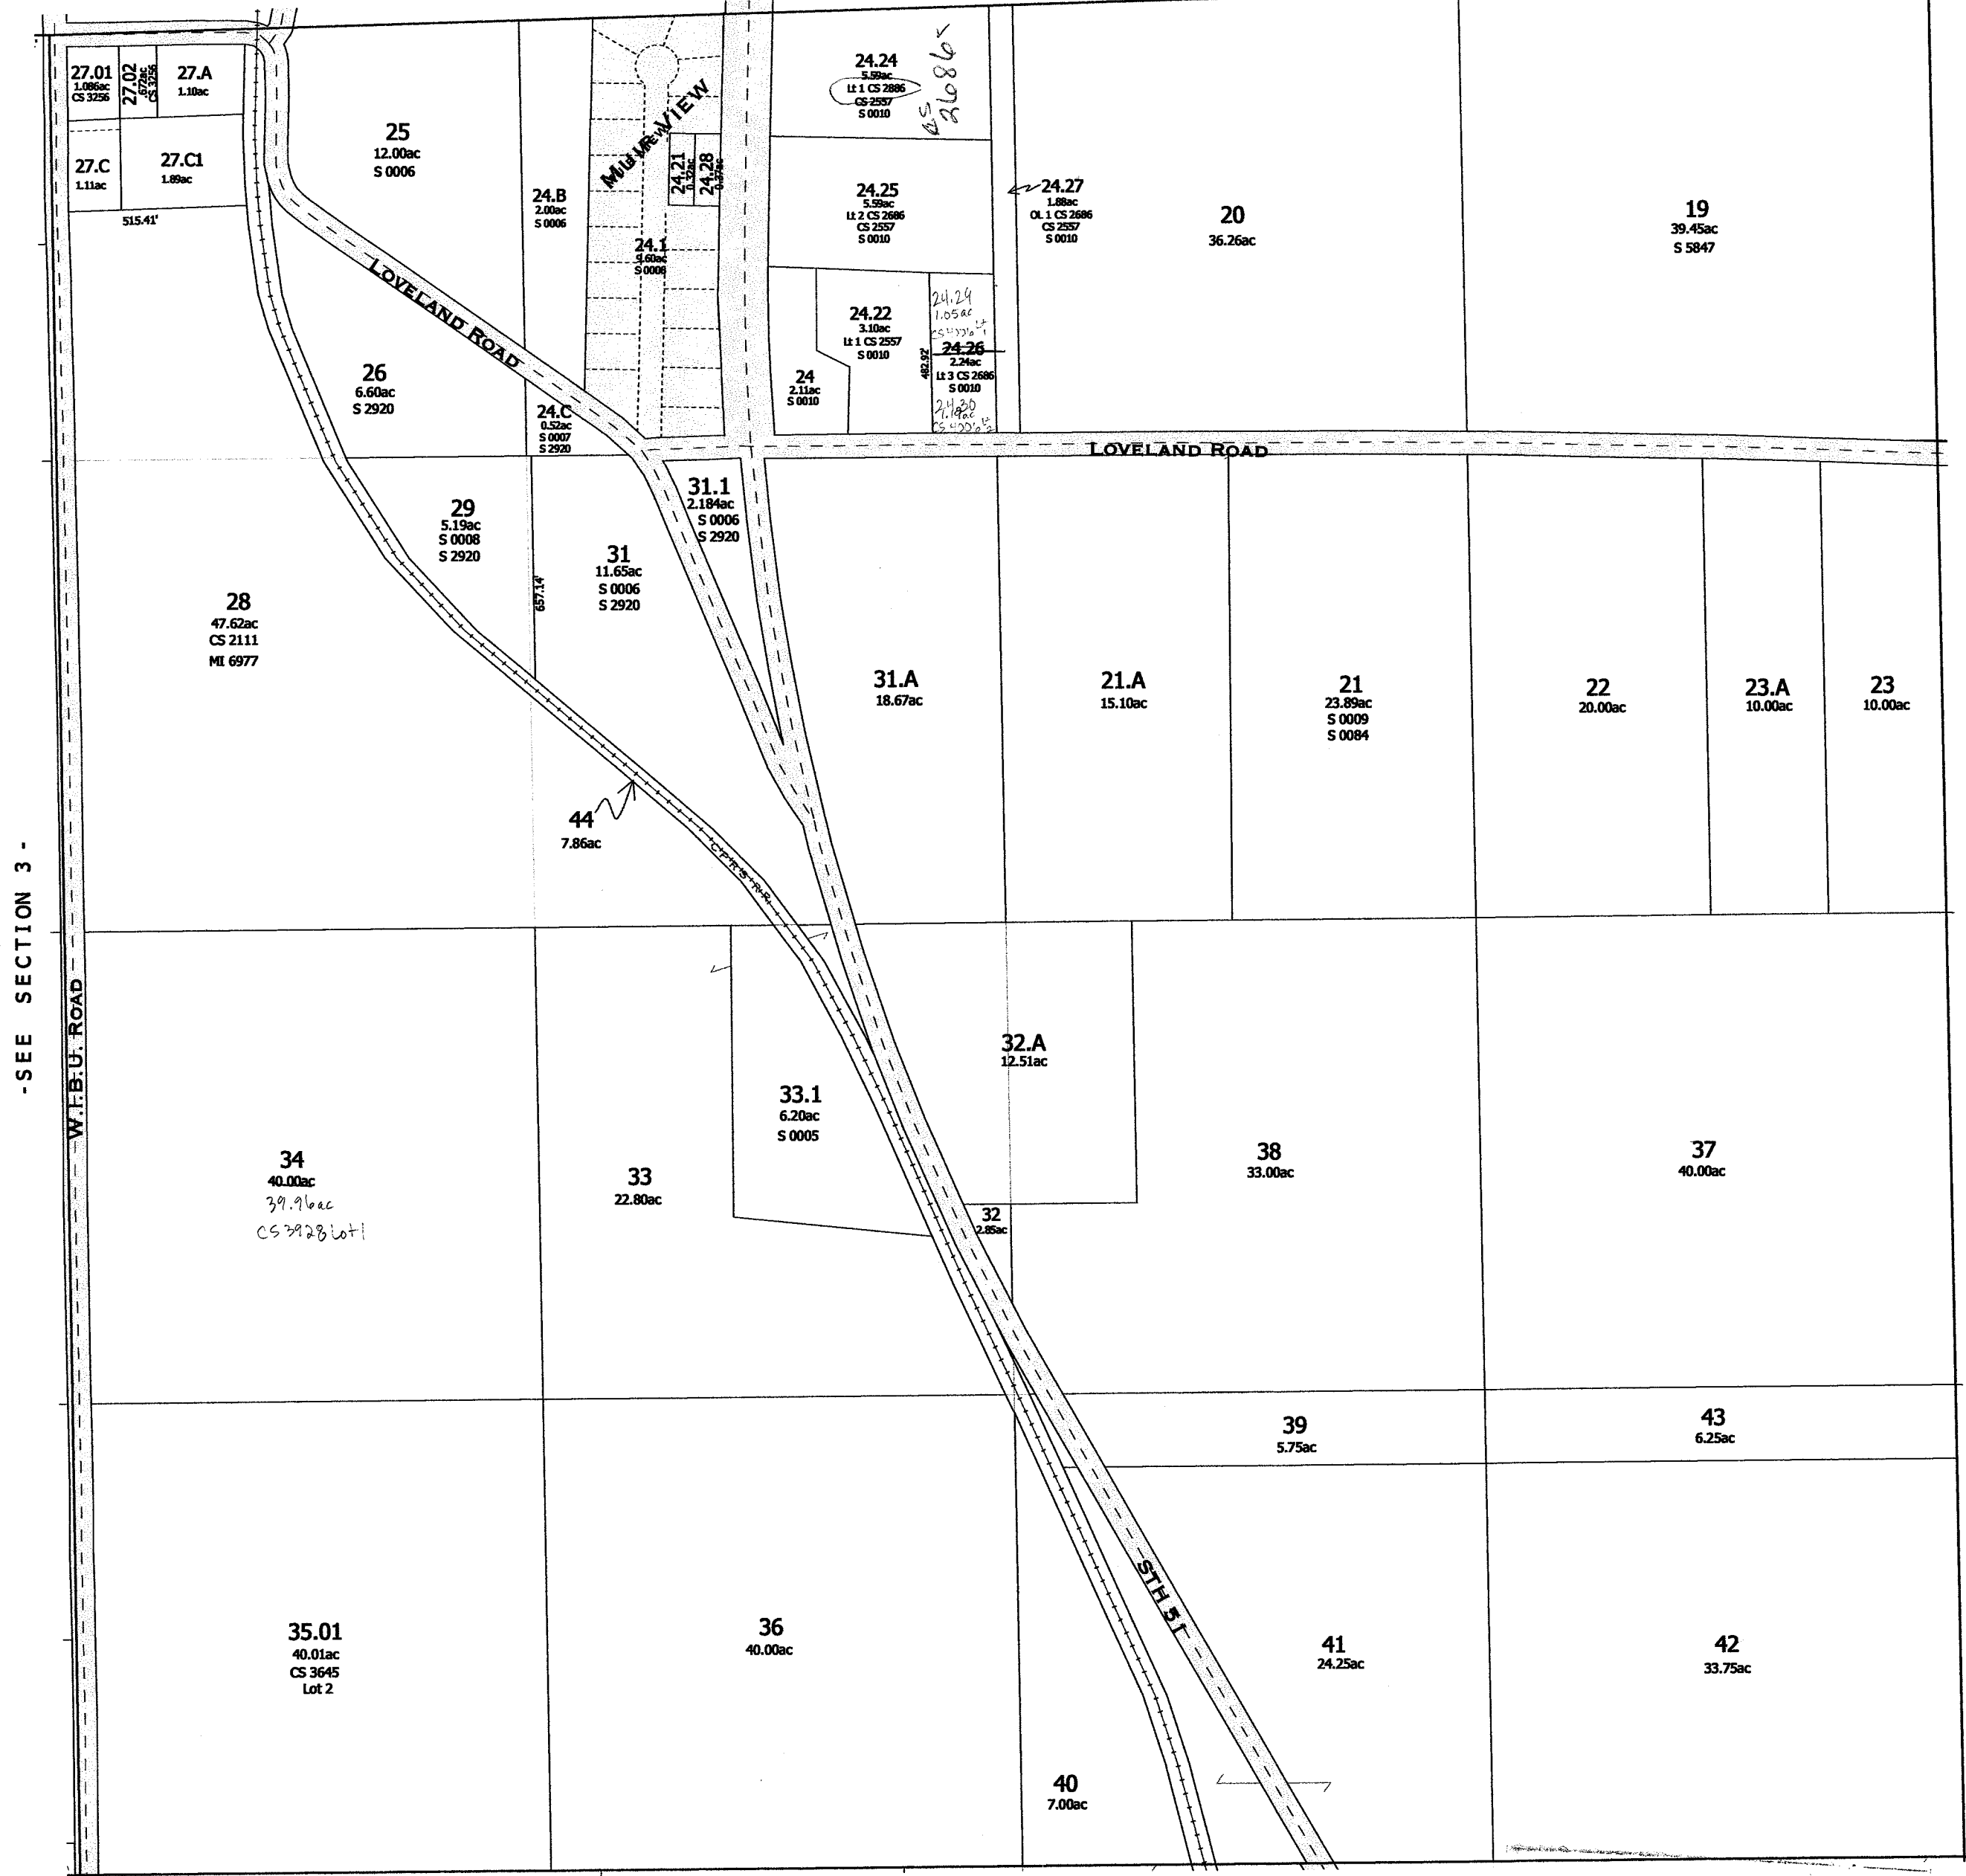 27.01
1.086ac
CS 3256
27.02
.672ac
CS 3256
27.A
1.10ac
27.C
1.11ac
27.C1
1.89ac
515.41'
25
12.00ac
S 0006
24.B
2.00ac
S 0006
MUIR VIEW
24.21
0.32ac
24.28
0.37ac
24.1
9.60ac
S 0008
24.24
5.59ac
Lt 1 CS 2886
CS 2557
S 0010
CS
2686
24.25
5.59ac
Lt 2 CS 2686
CS 2557
S 0010
24.27
1.88ac
OL 1 CS 2686
CS 2557
S 0010
20
36.26ac
19
39.45ac
S 5847
LOVELAND ROAD
26
6.60ac
S 2920
24.C
0.52ac
S 0007
S 2920
24
2.11ac
S 0010
24.22
3.10ac
Lt 1 CS 2557
S 0010
482.92'
24.29
1.05ac
24.26
2.24ac
Lt 3 CS 2686
S 0010
24.30
LOVELAND ROAD
29
5.19ac
S 0008
S 2920
31.1
2.184ac
S 0006
S 2920
31
11.65ac
S 0006
S 2920
657.14'
28
47.62ac
CS 2111
MI 6977
31.A
18.67ac
21.A
15.10ac
21
23.89ac
S 0009
S 0084
22
20.00ac
23.A
10.00ac
23
10.00ac
44
7.86ac
C P R S R R
-SEE SECTION 3 -
W.I.B.U. ROAD
32.A
12.51ac
33.1
6.20ac
S 0005
34
40.00ac
39.96ac
CS 3928 Lot 1
33
22.80ac
32
2.85ac
38
33.00ac
37
40.00ac
39
5.75ac
43
6.25ac
STH 51
35.01
40.01ac
CS 3645
Lot 2
36
40.00ac
41
24.25ac
42
33.75ac
40
7.00ac